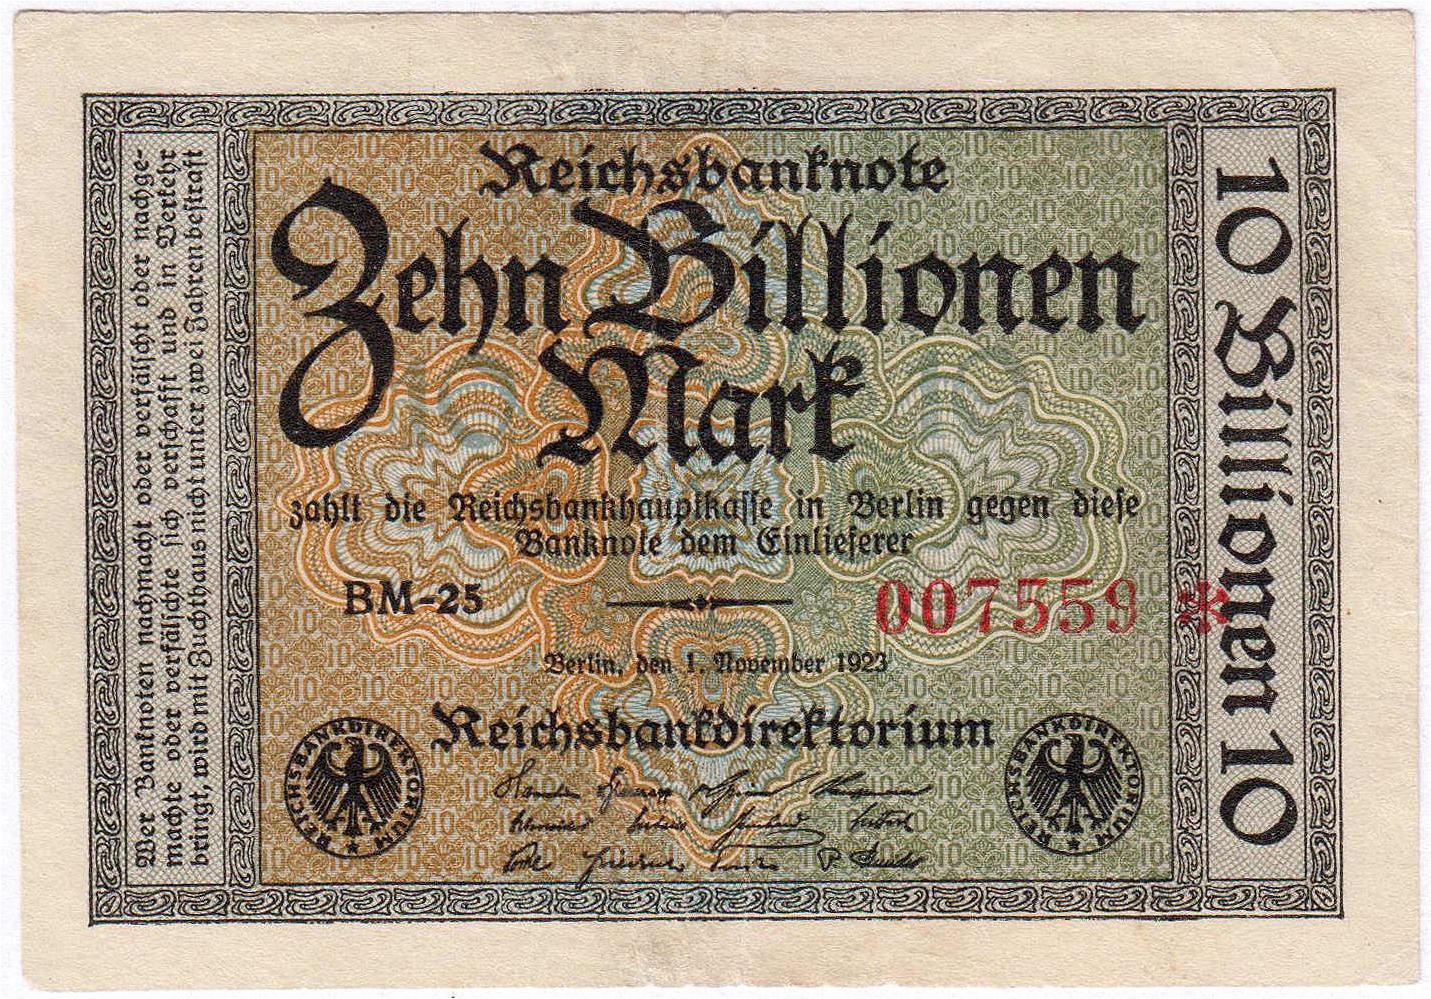 Reichsbanknote
Zehn Billionen
Mark
zahlt die Reichsbankhauptkasse in Berlin gegen diese
Banknote dem Einlieferer
BM-25
007559 *
Berlin, den 1. November 1923
Reichsbankdirektorium
REICHSBANKDIREKTORIUM
REICHSBANKDIREKTORIUM
Wer Banknoten nachmacht oder verfälscht oder nachge-
machte oder verfälschte sich verschafft und in Verkehr
bringt, wird mit Zuchthaus nicht unter zwei Jahren bestraft
10 Billionen 10